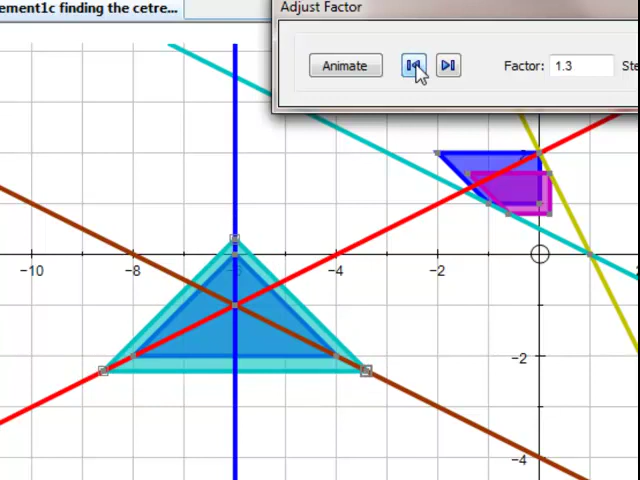 ement1c finding the cetre...
Adjust Factor
Animate
Factor: 1.3 Ste
-10 -8 -4 -2
-2
-4